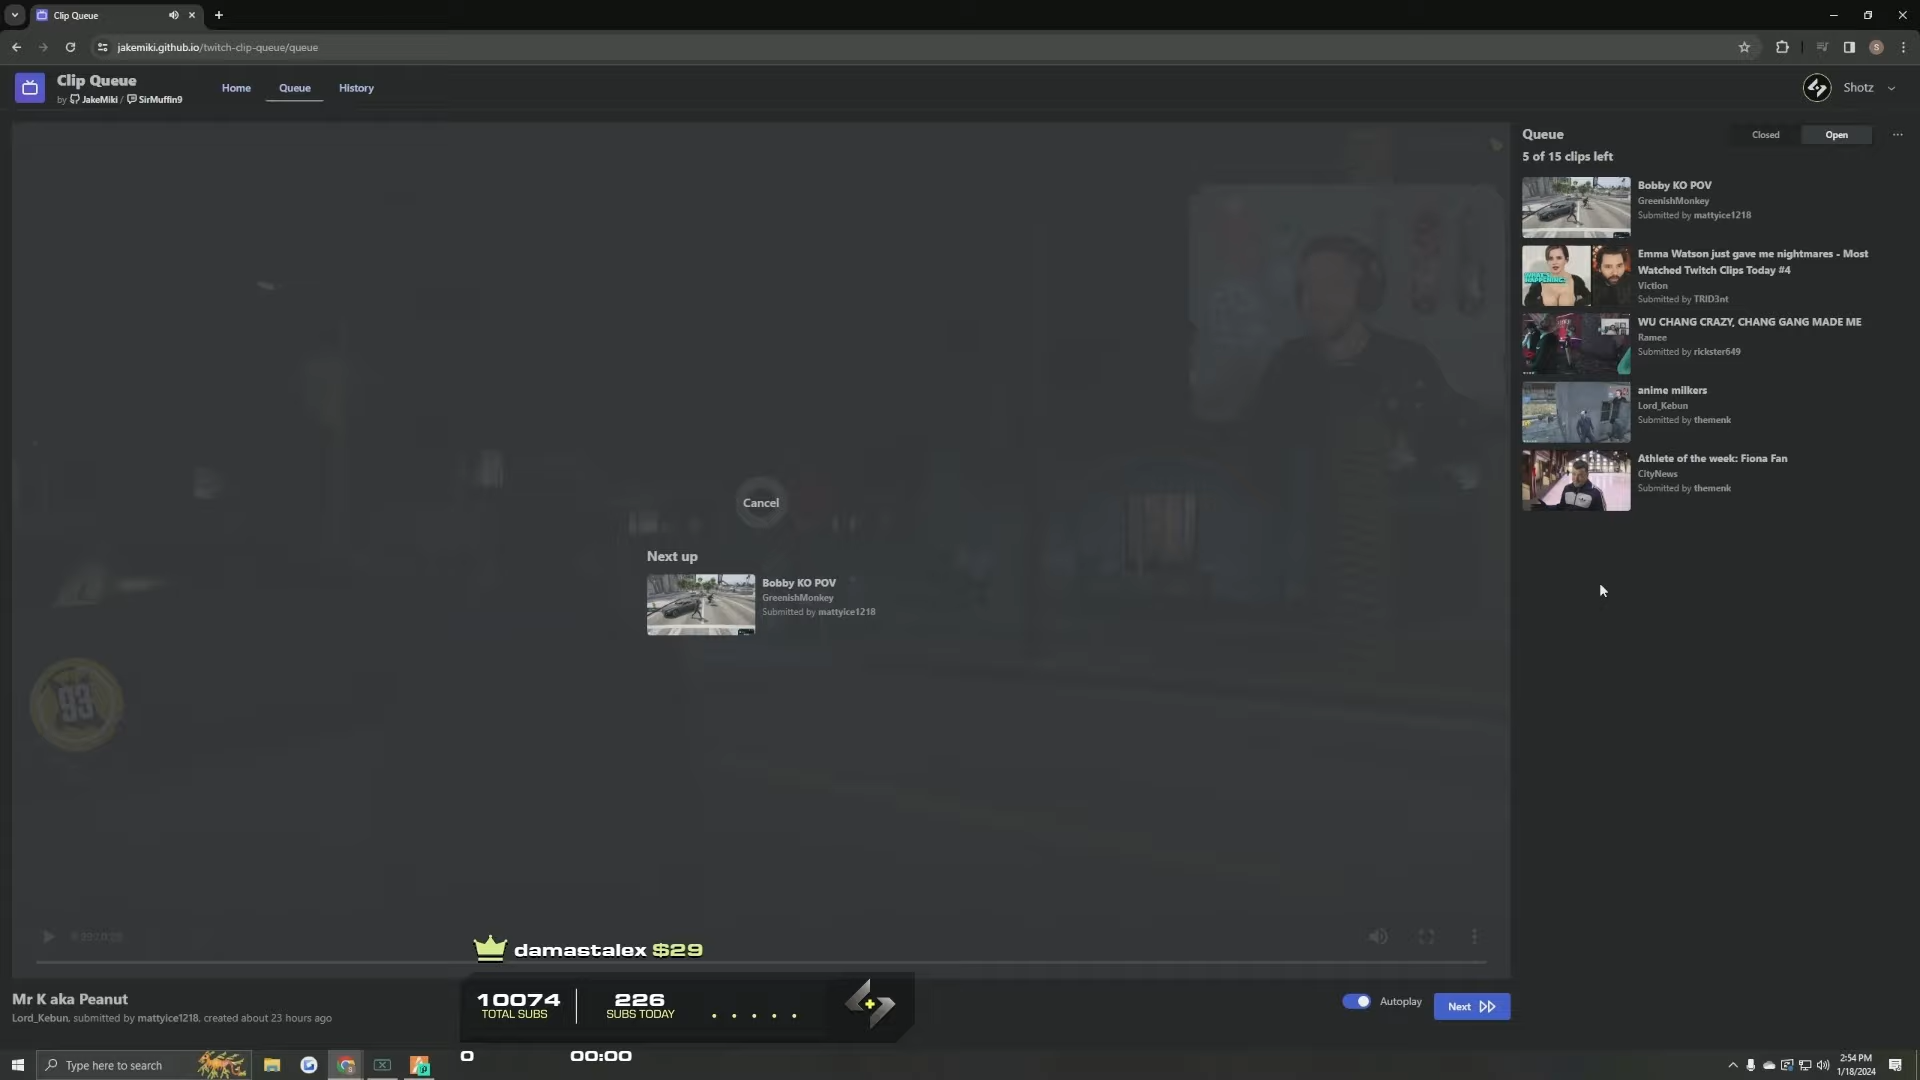 Clip Queue
jakemiki.github.io/twitch-clip-queue/queue
S
Clip Queue
by JakeMiki / SirMuffin9
Home
Queue
History
Shotz
Queue
Closed
Open
5 of 15 clips left
Bobby KO POV
GreenishMonkey
Submitted by mattyice1218
Emma Watson just gave me nightmares - Most
Watched Twitch Clips Today #4
Viction
Submitted by TRID3nt
WU CHANG CRAZY, CHANG GANG MADE ME
Ramee
Submitted by rickster649
anime milkers
Lord_Kebun
Submitted by themenk
Athlete of the week: Fiona Fan
CityNews
Submitted by themenk
Cancel
Next up
Bobby KO POV
GreenishMonkey
Submitted by mattyice1218
93
damastalex $29
10074
TOTAL SUBS
226
SUBS TODAY
Mr K aka Peanut
Lord_Kebun, submitted by mattyice1218, created about 23 hours ago
Autoplay
Next
0
00:00
Type here to search
2:54 PM
1/18/2024